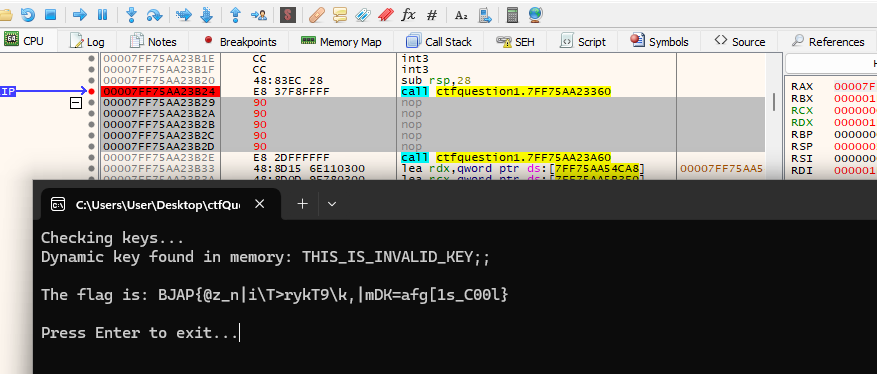 fx # A2
CPU Log Notes Breakpoints Memory Map Call Stack SEH Script Symbols Source References
00007FF75AA23B1E CC int3
00007FF75AA23B1F CC int3
00007FF75AA23B20 48:83EC 28 sub rsp,28
IP 00007FF75AA23B24 E8 37F8FFFF call ctfquestion1.7FF75AA23360
00007FF75AA23B29 90 nop
00007FF75AA23B2A 90 nop
00007FF75AA23B2B 90 nop
00007FF75AA23B2C 90 nop
00007FF75AA23B2D 90 nop
00007FF75AA23B2E E8 2DFFFFFF call ctfquestion1.7FF75AA23A60
00007FF75AA23B33 48:8D15 6E110300 lea rdx,qword ptr ds:[7FF75AA54CA8] 00007FF75AA5
RAX 00007F
RBX 000001
RCX 000000
RDX 000001
RBP 000000
RSP 000000
RSI 000000
RDI 000001
C:\Users\User\Desktop\ctfQue
Checking keys...
Dynamic key found in memory: THIS_IS_INVALID_KEY;;
The flag is: BJAP{@z_n|i\T>rykT9\k,|mDK=afg[1s_C00l}
Press Enter to exit...